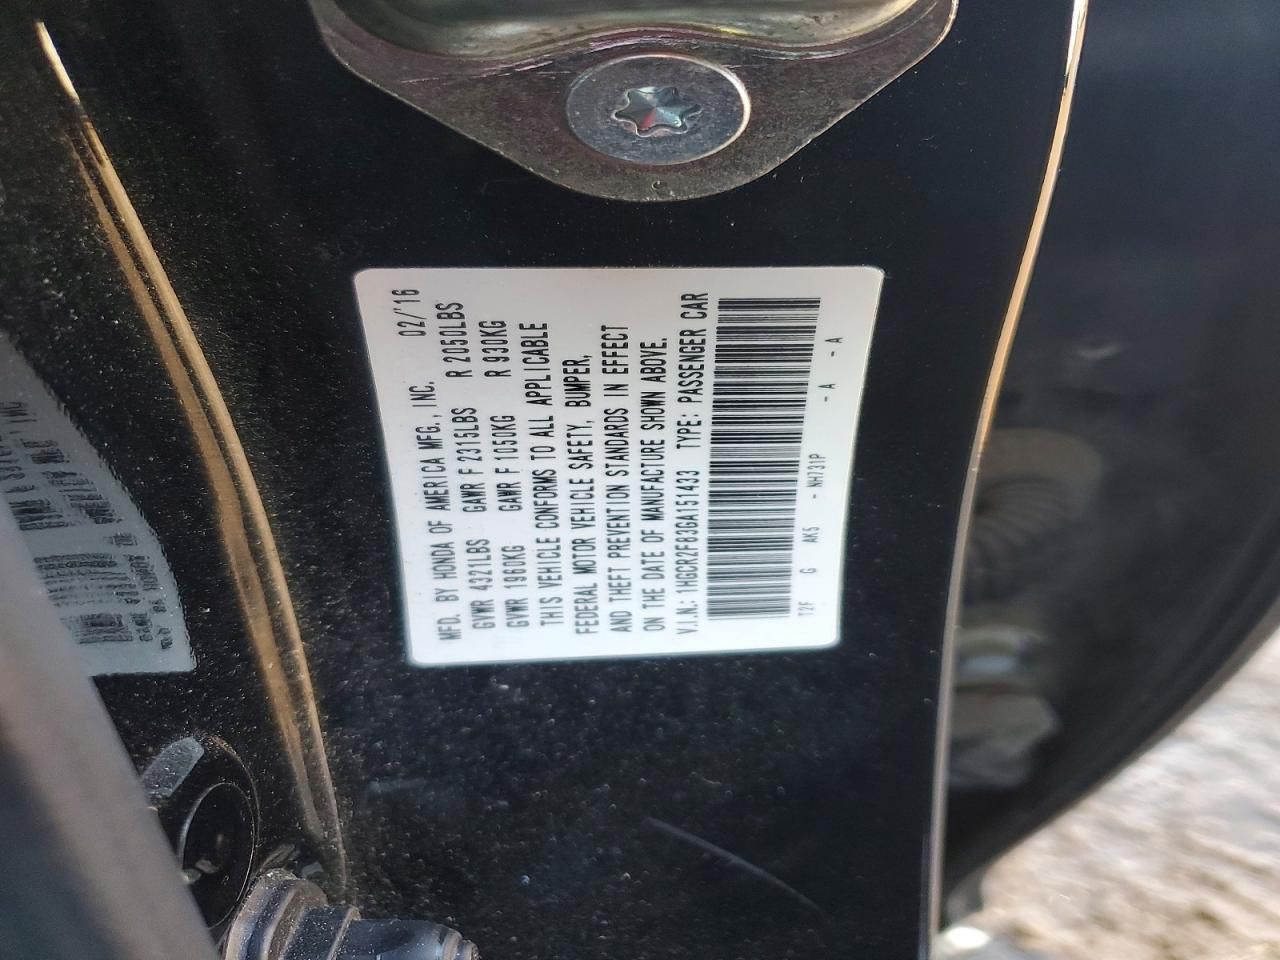 MFD. BY HONDA OF AMERICA MFG., INC. 02/'16
GVWR 4321LBS GAWR F 2315LBS R 2050LBS
GVWR 1960KG GAWR F 1050KG R 930KG
THIS VEHICLE CONFORMS TO ALL APPLICABLE
FEDERAL MOTOR VEHICLE SAFETY, BUMPER,
AND THEFT PREVENTION STANDARDS IN EFFECT
ON THE DATE OF MANUFACTURE SHOWN ABOVE.
V.I.N.: 1HGCR2F83GA151433 TYPE: PASSENGER CAR
T2F G AK5 - NH731P - A - A